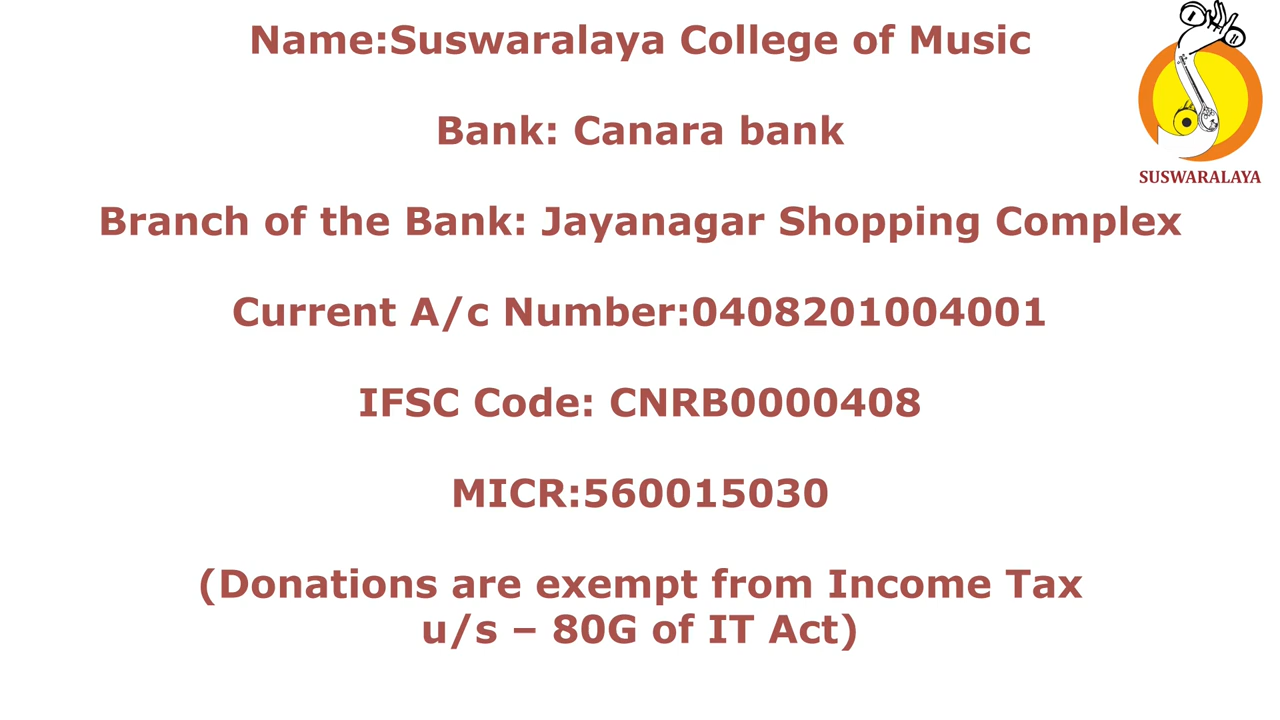 Name:Suswaralaya College of Music
Bank: Canara bank
Branch of the Bank: Jayanagar Shopping Complex
Current A/c Number:0408201004001
IFSC Code: CNRB0000408
MICR:560015030
(Donations are exempt from Income Tax
u/s – 80G of IT Act)
SUSWARALAYA